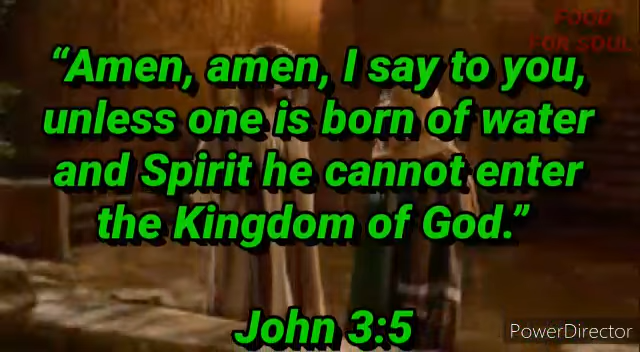 FOOD
FOR SOUL
“Amen, amen, I say to you,
unless one is born of water
and Spirit he cannot enter
the Kingdom of God.”
John 3:5
PowerDirector